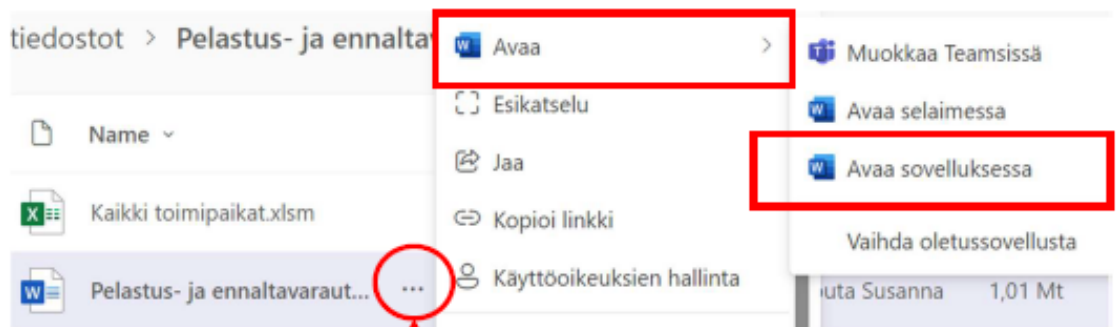 tiedostot > Pelastus- ja ennalta
Name
Kaikki toimipaikat.xlsm
Pelastus- ja ennaltavaraut... ...
Avaa
Esikatselu
Jaa
Kopioi linkki
Käyttöoikeuksien hallinta
Muokkaa Teamsissä
Avaa selaimessa
Avaa sovelluksessa
Vaihda oletussovellusta
Susanna 1,01 Mt